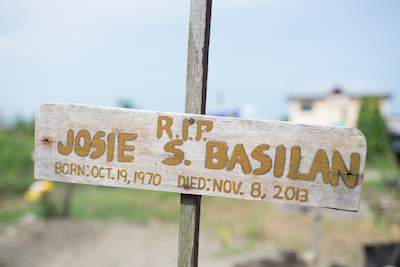 R.I.P.
JOSIE S. BASILAN
BORN: OCT. 19, 1970 DIED: NOV. 8, 2013